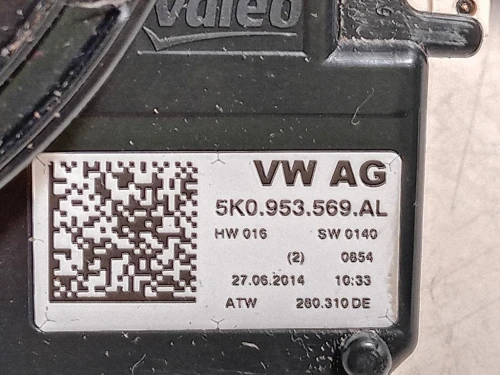 Valeo
VW AG
5K0.953.569.AL
HW 016 SW 0140
(2) 0854
27.06.2014 10:33
ATW 280.310 DE